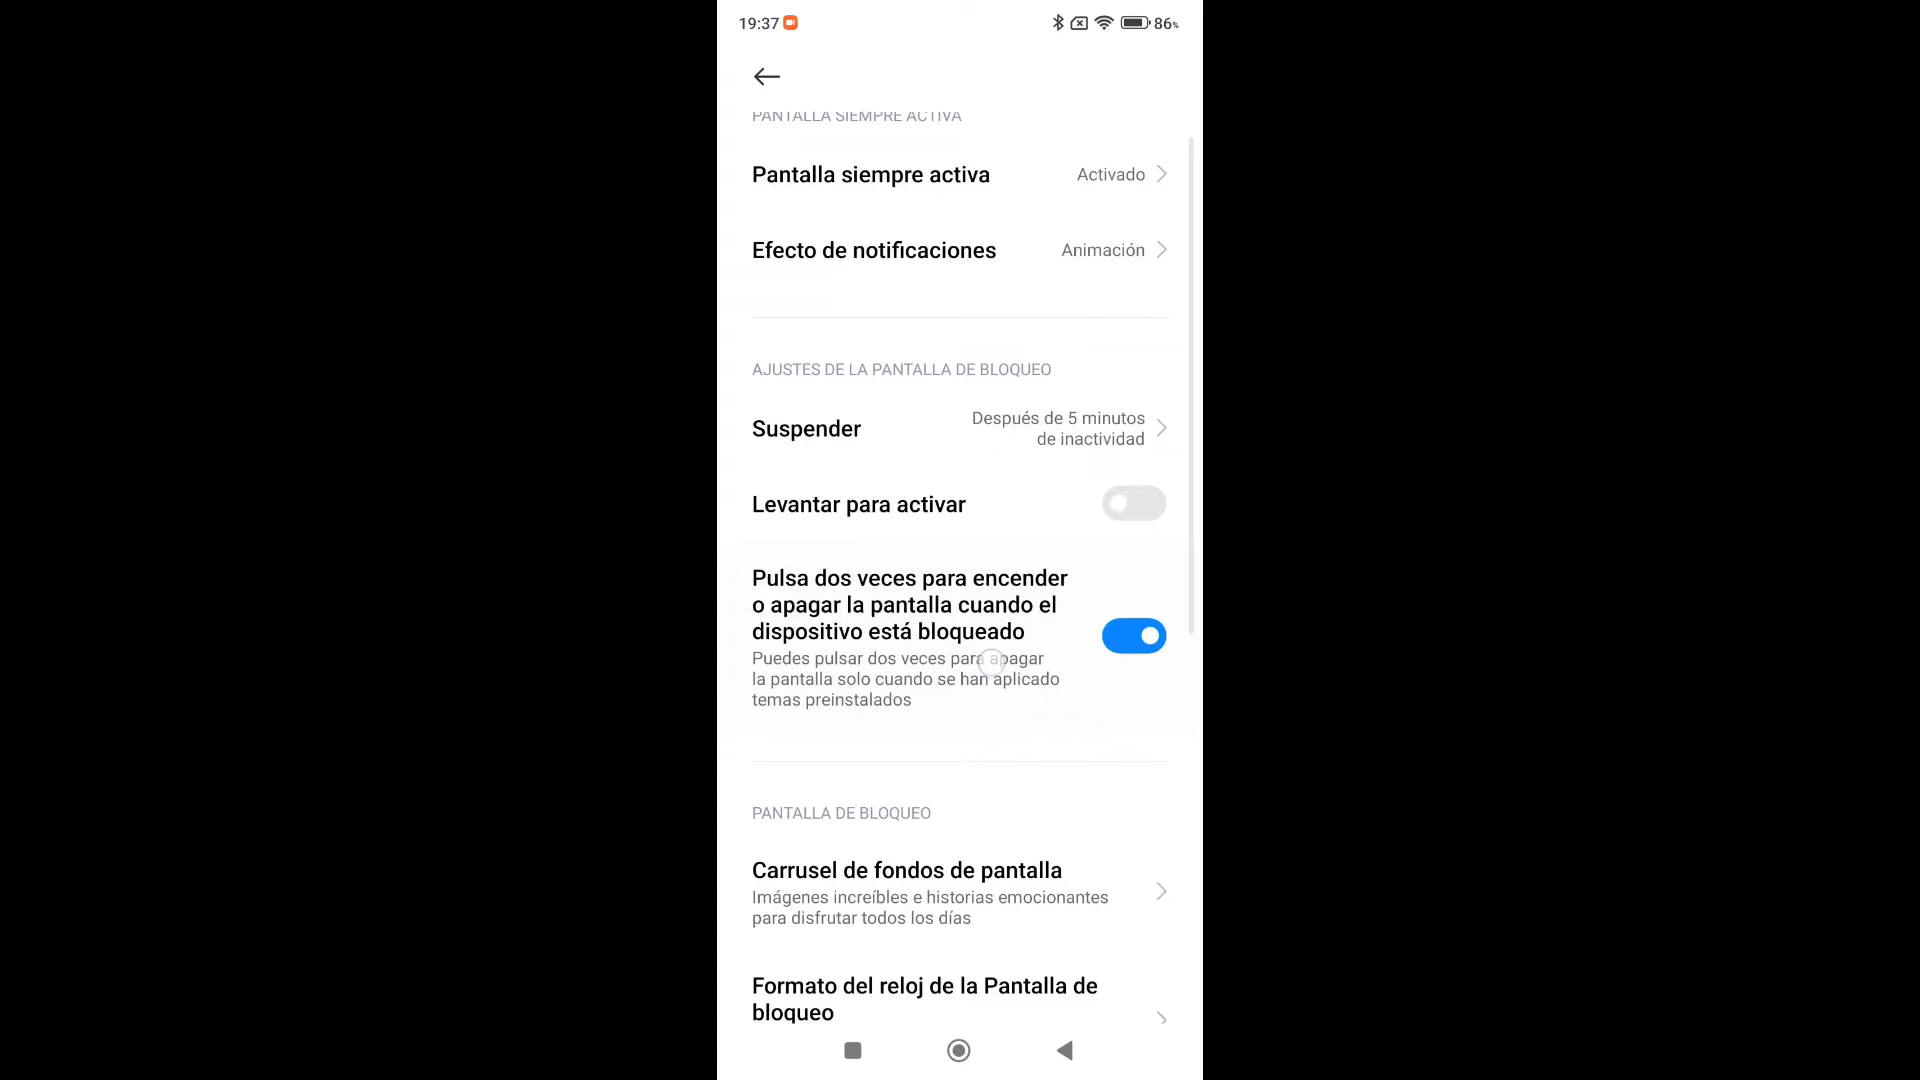 19:37
86%
PANTALLA SIEMPRE ACTIVA
Pantalla siempre activa
Activado
Efecto de notificaciones
Animación
AJUSTES DE LA PANTALLA DE BLOQUEO
Suspender
Después de 5 minutos
de inactividad
Levantar para activar
Pulsa dos veces para encender
o apagar la pantalla cuando el
dispositivo está bloqueado
Puedes pulsar dos veces para apagar
la pantalla solo cuando se han aplicado
temas preinstalados
PANTALLA DE BLOQUEO
Carrusel de fondos de pantalla
Imágenes increíbles e historias emocionantes
para disfrutar todos los días
Formato del reloj de la Pantalla de
bloqueo